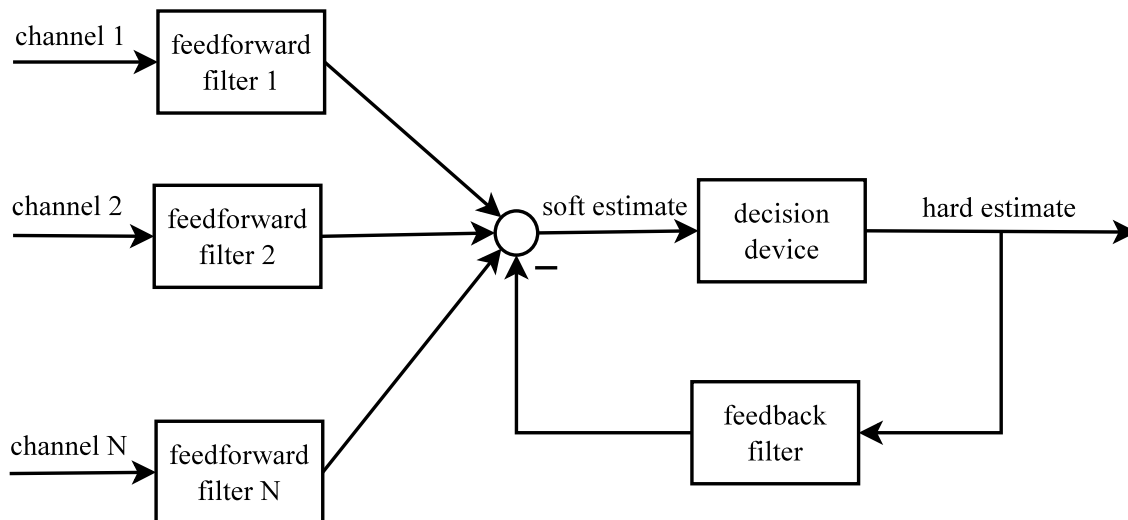 channel 1
feedforward
filter 1
channel 2
feedforward
filter 2
soft estimate
decision
device
hard estimate
−
feedback
filter
channel N
feedforward
filter N